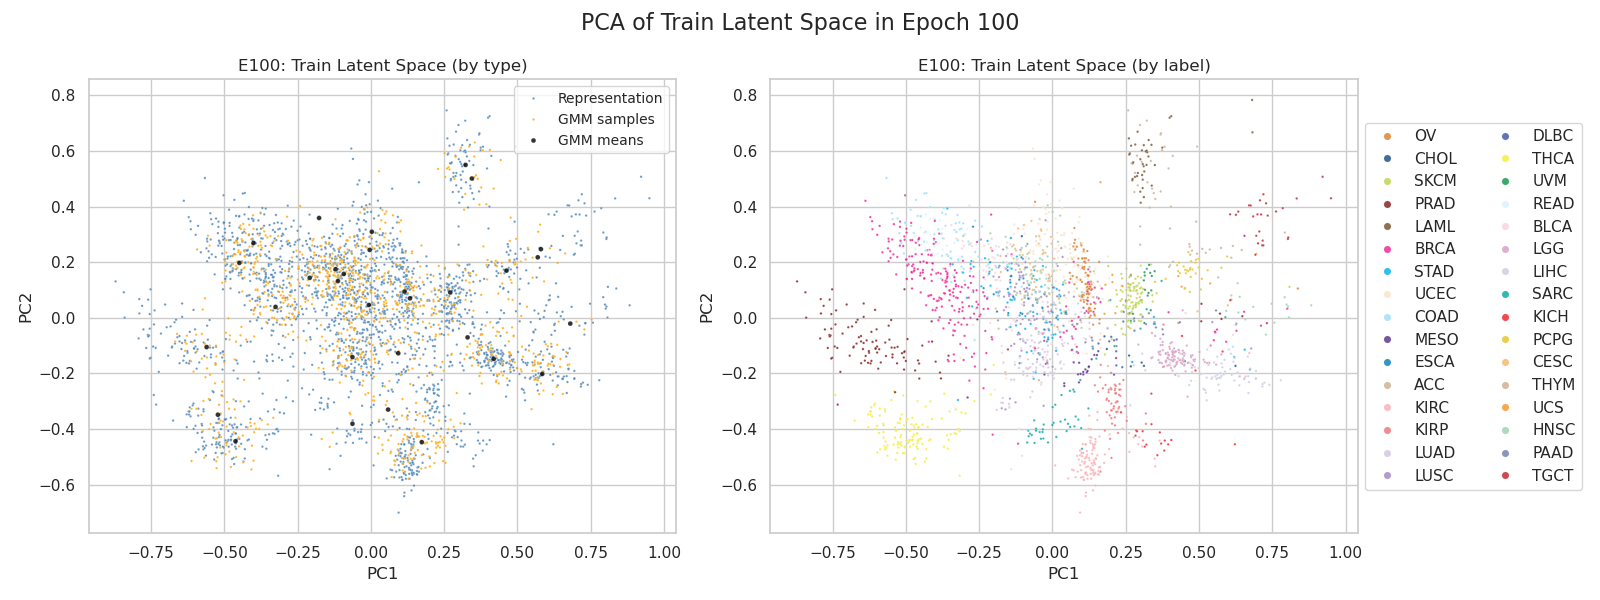 PCA of Train Latent Space in Epoch 100
E100: Train Latent Space (by type)
0.8
0.6
0.4
0.2
0.0
−0.2
−0.4
−0.6
PC2
−0.75
−0.50
−0.25
0.00
0.25
0.50
0.75
1.00
PC1
Representation
GMM samples
GMM means
E100: Train Latent Space (by label)
0.8
0.6
0.4
0.2
0.0
−0.2
−0.4
−0.6
PC2
−0.75
−0.50
−0.25
0.00
0.25
0.50
0.75
1.00
PC1
OV
CHOL
SKCM
PRAD
LAML
BRCA
STAD
UCEC
COAD
MESO
ESCA
ACC
KIRC
KIRP
LUAD
LUSC
DLBC
THCA
UVM
READ
BLCA
LGG
LIHC
SARC
KICH
PCPG
CESC
THYM
UCS
HNSC
PAAD
TGCT